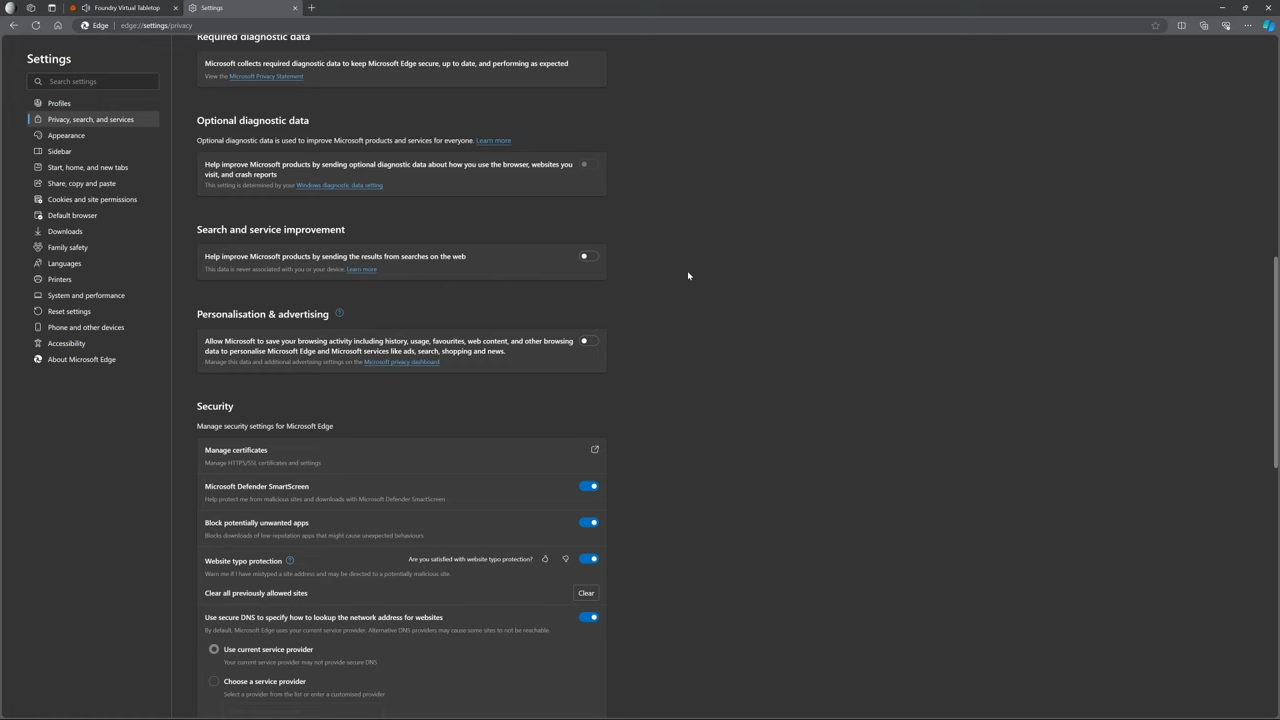 Foundry Virtual Tabletop
Settings
Edge
edge://settings/privacy
Settings
Search settings
Profiles
Privacy, search, and services
Appearance
Sidebar
Start, home, and new tabs
Share, copy and paste
Cookies and site permissions
Default browser
Downloads
Family safety
Languages
Printers
System and performance
Reset settings
Phone and other devices
Accessibility
About Microsoft Edge
Required diagnostic data
Microsoft collects required diagnostic data to keep Microsoft Edge secure, up to date, and performing as expected
View the Microsoft Privacy Statement
Optional diagnostic data
Optional diagnostic data is used to improve Microsoft products and services for everyone. Learn more
Help improve Microsoft products by sending optional diagnostic data about how you use the browser, websites you
visit, and crash reports
This setting is determined by your Windows diagnostic data setting
Search and service improvement
Help improve Microsoft products by sending the results from searches on the web
This data is never associated with you or your device. Learn more
Personalisation & advertising
Allow Microsoft to save your browsing activity including history, usage, favourites, web content, and other browsing
data to personalise Microsoft Edge and Microsoft services like ads, search, shopping and news.
Manage this data and additional advertising settings on the Microsoft privacy dashboard
Security
Manage security settings for Microsoft Edge
Manage certificates
Manage HTTPS/SSL certificates and settings
Microsoft Defender SmartScreen
Help protect me from malicious sites and downloads with Microsoft Defender SmartScreen
Block potentially unwanted apps
Blocks downloads of low-reputation apps that might cause unexpected behaviours
Website typo protection
Are you satisfied with website typo protection?
Warn me if I have mistyped a site address and may be directed to a potentially malicious site.
Clear all previously allowed sites
Clear
Use secure DNS to specify how to lookup the network address for websites
By default, Microsoft Edge uses your current service provider. Alternative DNS providers may cause some sites to not be reachable.
Use current service provider
Your current service provider may not provide secure DNS
Choose a service provider
Select a provider from the list or enter a customised provider